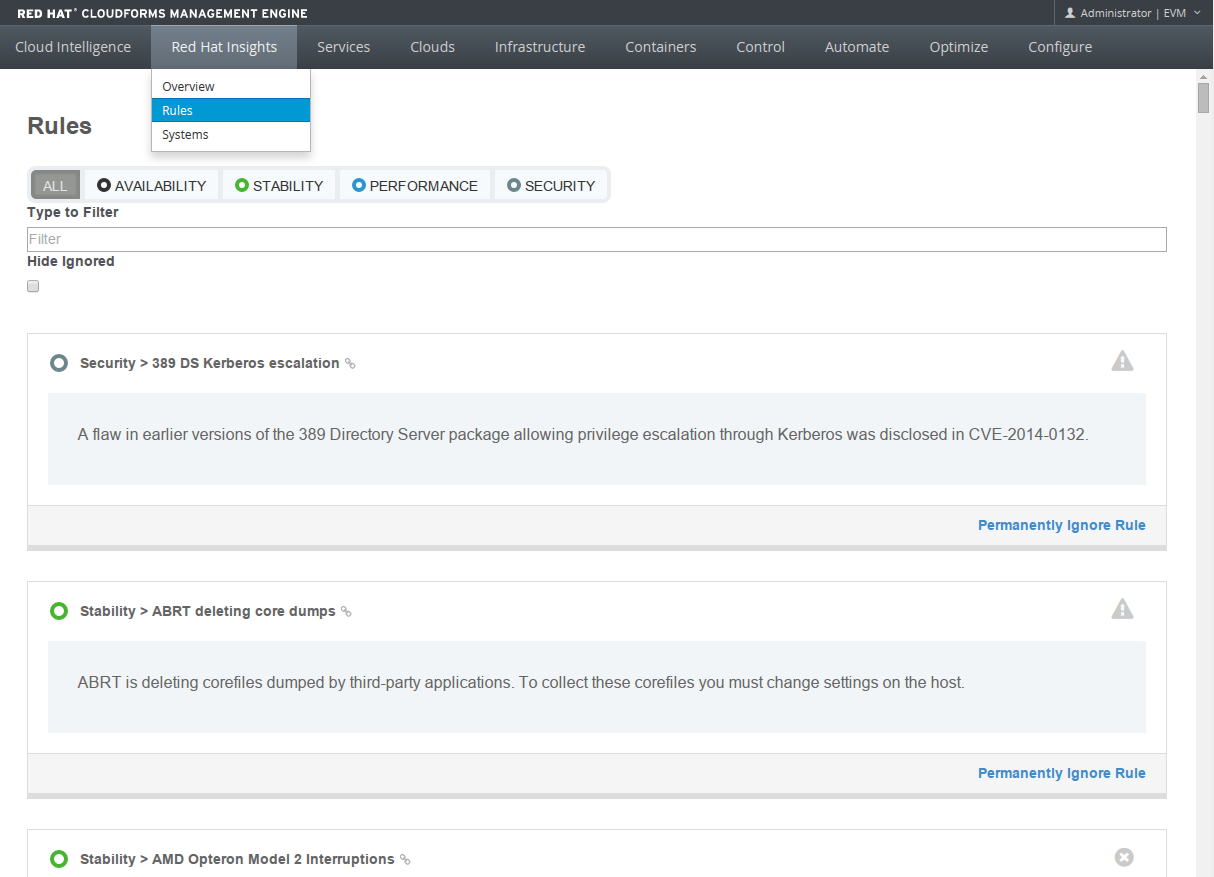 RED HAT® CLOUDFORMS MANAGEMENT ENGINE
Administrator | EVM
Cloud Intelligence Red Hat Insights Services Clouds Infrastructure Containers Control Automate Optimize Configure
Overview
Rules
Systems
Rules
ALL AVAILABILITY STABILITY PERFORMANCE SECURITY
Type to Filter
Filter
Hide Ignored
Security > 389 DS Kerberos escalation
A flaw in earlier versions of the 389 Directory Server package allowing privilege escalation through Kerberos was disclosed in CVE-2014-0132.
Permanently Ignore Rule
Stability > ABRT deleting core dumps
ABRT is deleting corefiles dumped by third-party applications. To collect these corefiles you must change settings on the host.
Permanently Ignore Rule
Stability > AMD Opteron Model 2 Interruptions